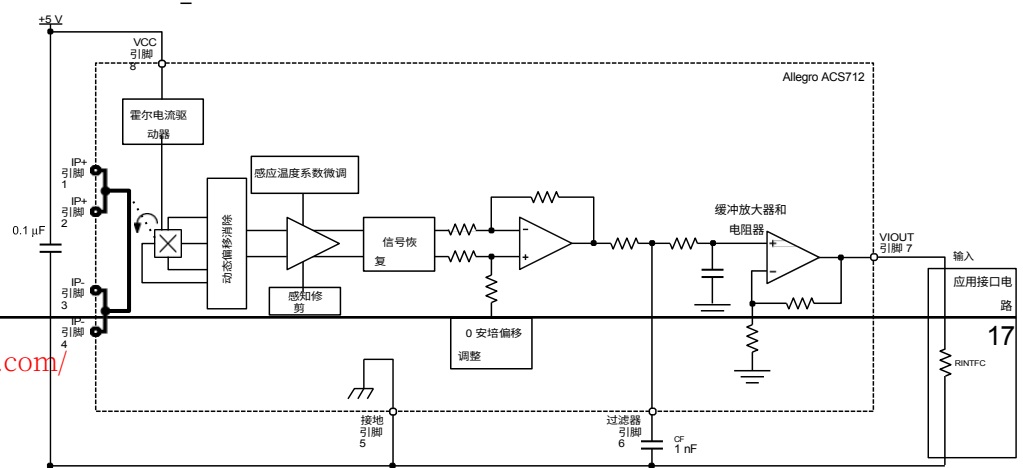 +5 V
VCC
引脚
8
Allegro ACS712
霍尔电流驱
动器
IP+
引脚
1
IP+
引脚
2
感应温度系数微调
动态偏移消除
0.1 μF
信号恢
复
缓冲放大器和
电阻器
VIOUT
引脚 7
输入
应用接口电
路
IP-
引脚
3
感知修
剪
IP-
引脚
4
0 安培偏移
调整
17
.com/
RINTFC
接地
引脚
5
过滤器
引脚
6
CF
1 nF